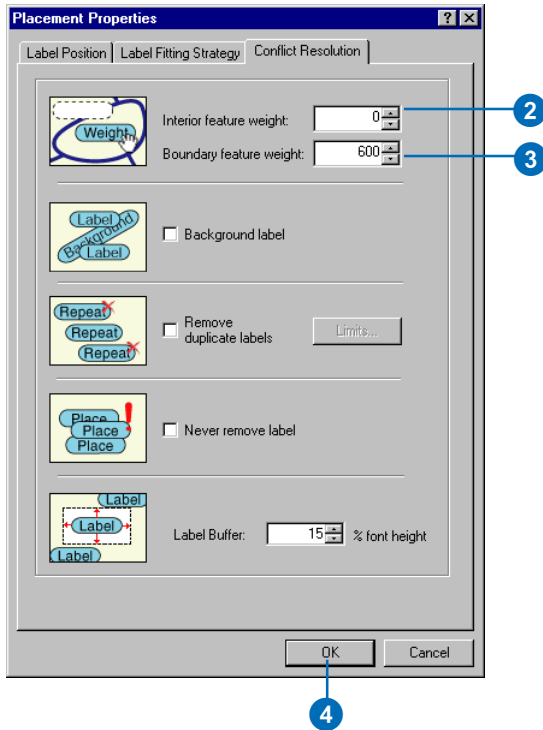 Placement Properties
Label Position
Label Fitting Strategy
Conflict Resolution
Weight
Interior feature weight: 0
2
Boundary feature weight: 600
3
Label
Background
Label
Background label
Repeat
Repeat
Repeat
Remove
duplicate labels
Limits...
Place
Place
Place
!
Never remove label
Label
Label
Label
Label Buffer: 15 % font height
OK
Cancel
4